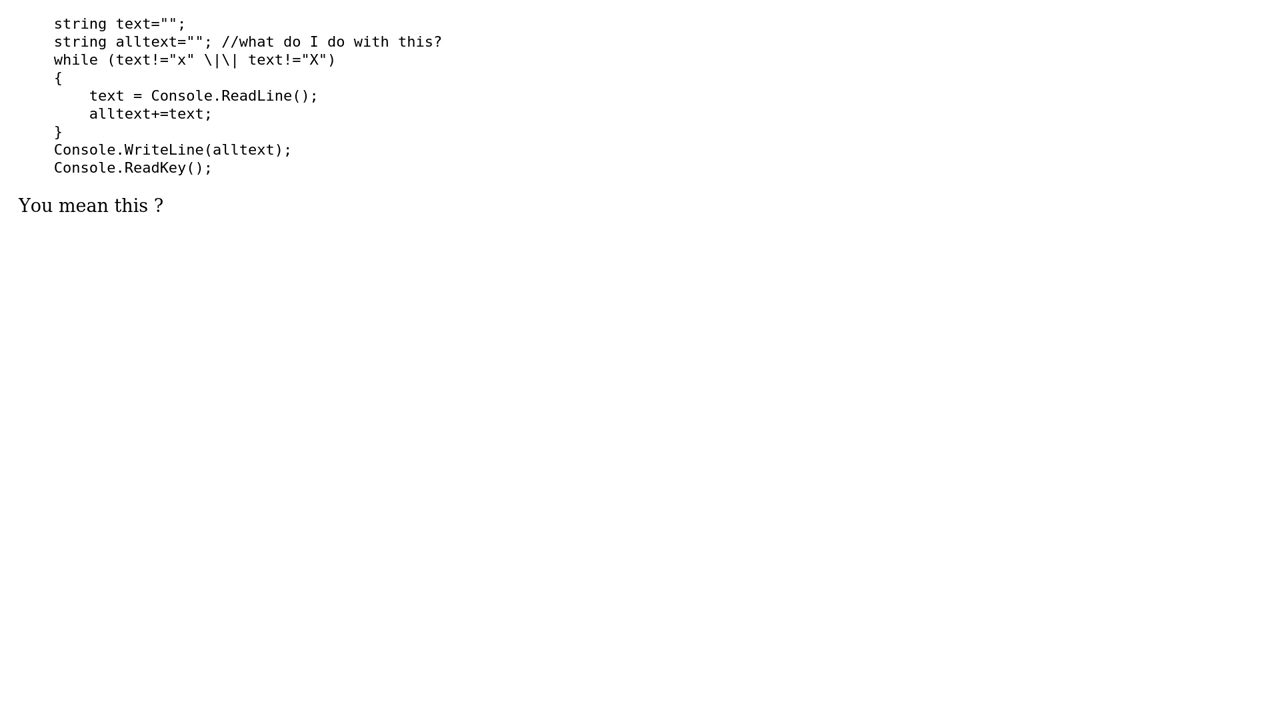 string text="";
string alltext=""; //what do I do with this?
while (text!="x" \|\| text!="X")
{
    text = Console.ReadLine();
    alltext+=text;
}
Console.WriteLine(alltext);
Console.ReadKey();
You mean this ?